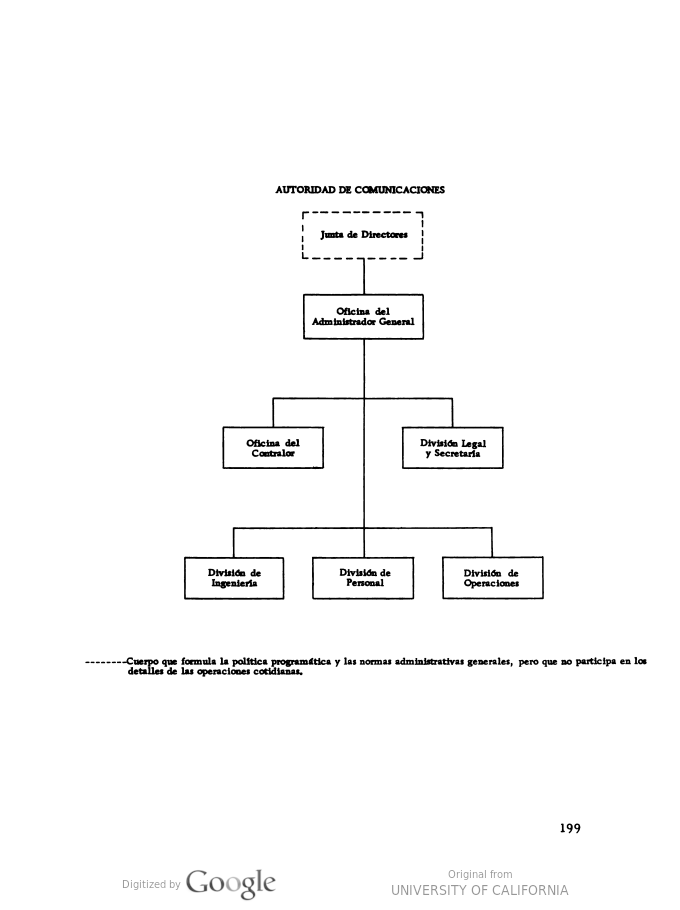 AUTORIDAD DE COMUNICACIONES
Junta de Directores
Oficina del
Administrador General
Oficina del
Contralor
División Legal
y Secretaría
División de
Ingeniería
División de
Personal
División de
Operaciones
--------Cuerpo que formula la política programática y las normas administrativas generales, pero que no participa en los
detalles de las operaciones cotidianas.
199
Digitized by Google
Original from
UNIVERSITY OF CALIFORNIA